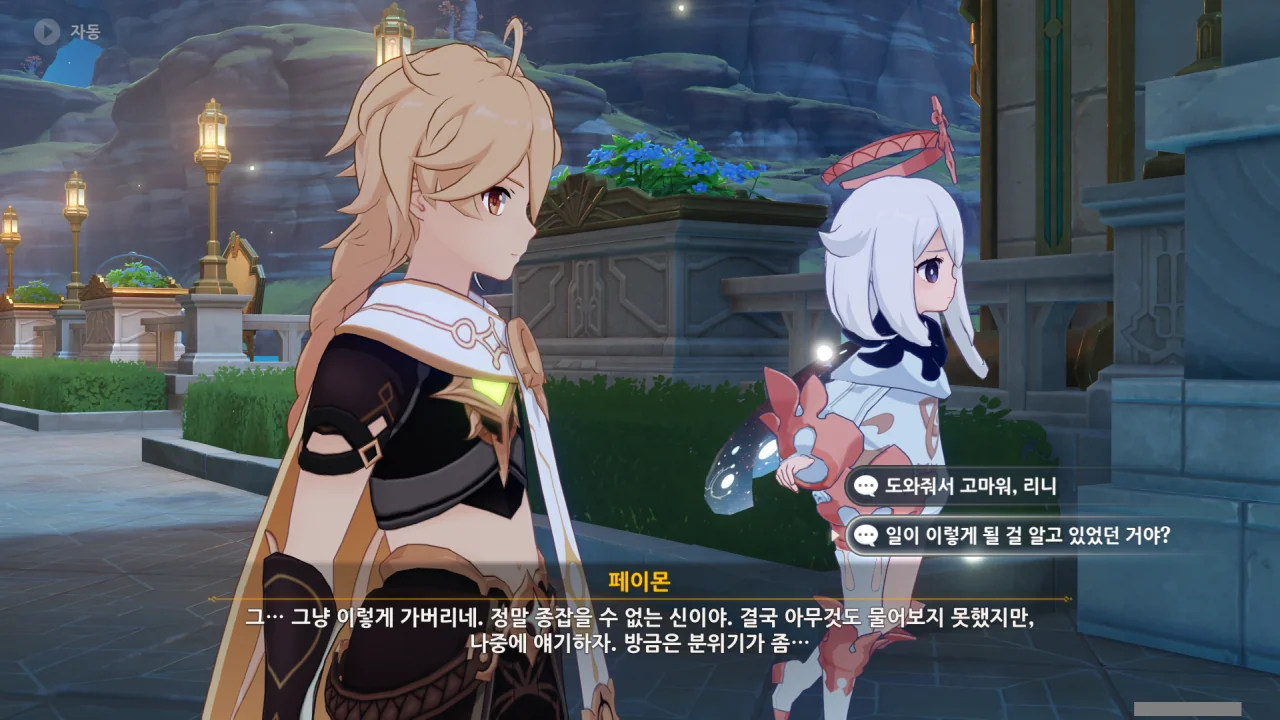 자동
도와줘서 고마워, 리니
일이 이렇게 될 걸 알고 있었던 거야?
페이몬
그… 그냥 이렇게 가버리네. 정말 종잡을 수 없는 신이야. 결국 아무것도 물어보지 못했지만,
나중에 얘기하자. 방금은 분위기가 좀…